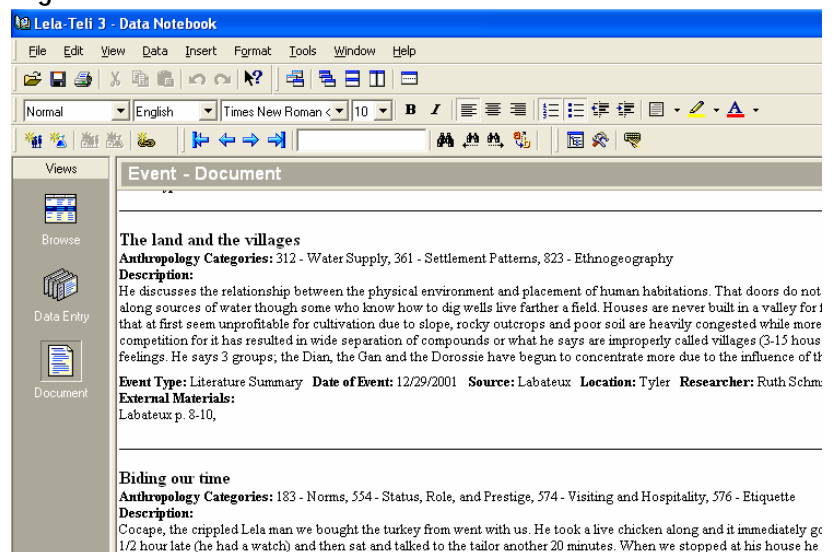 Lela-Teli 3 - Data Notebook
File Edit View Data Insert Format Tools Window Help
Normal English Times New Roman < 10 B I A
Views
Event - Document
Browse
Data Entry
Document
The land and the villages
Anthropology Categories: 312 - Water Supply, 361 - Settlement Patterns, 823 - Ethnogeography
Description:
He discusses the relationship between the physical environment and placement of human habitations. That doors do not
along sources of water though some who know how to dig wells live farther a field. Houses are never built in a valley for
that at first seem unprofitable for cultivation due to slope, rocky outcrops and poor soil are heavily congested while more
competition for it has resulted in wide separation of compounds or what he says are improperly called villages (3-15 hous
feelings. He says 3 groups; the Dian, the Gan and the Dorossie have begun to concentrate more due to the influence of th
Event Type: Literature Summary Date of Event: 12/29/2001 Source: Labateux Location: Tyler Researcher: Ruth Schm
External Materials:
Labateux p. 8-10,
Biding our time
Anthropology Categories: 183 - Norms, 554 - Status, Role, and Prestige, 574 - Visiting and Hospitality, 576 - Etiquette
Description:
Cocape, the crippled Lela man we bought the turkey from went with us. He took a live chicken along and it immediately go
1/2 hour late (he had a watch) and then sat and talked to the tailor another 20 minutes. When we stopped at his house he